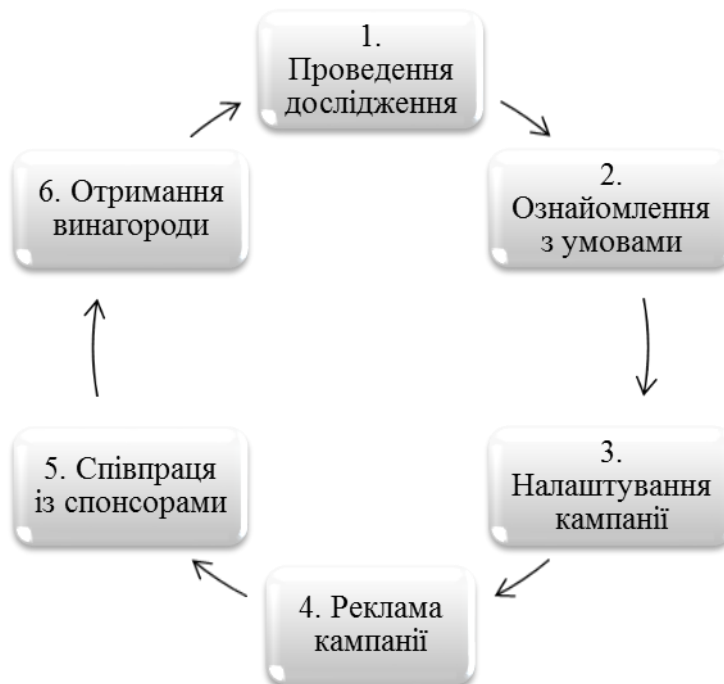 1.
Проведення
дослідження
2.
Ознайомлення
з умовами
3.
Налаштування
кампанії
4. Реклама
кампанії
5. Співпраця
із спонсорами
6. Отримання
винагороди